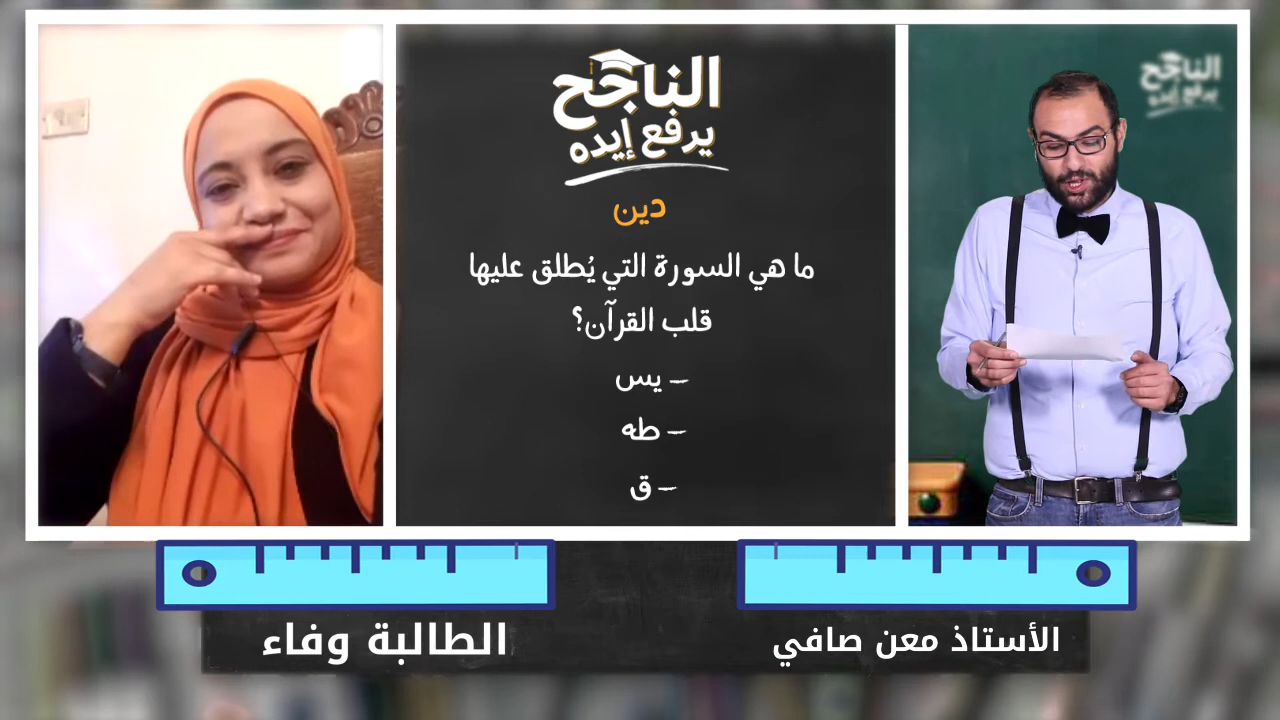 الناجح
يرفع إيده
دين
ما هي السورة التي يُطلق عليها
قلب القرآن؟
– يس
– طه
– ق
الناجح
يرفع إيده
الأستاذ معن صافي
الطالبة وفاء